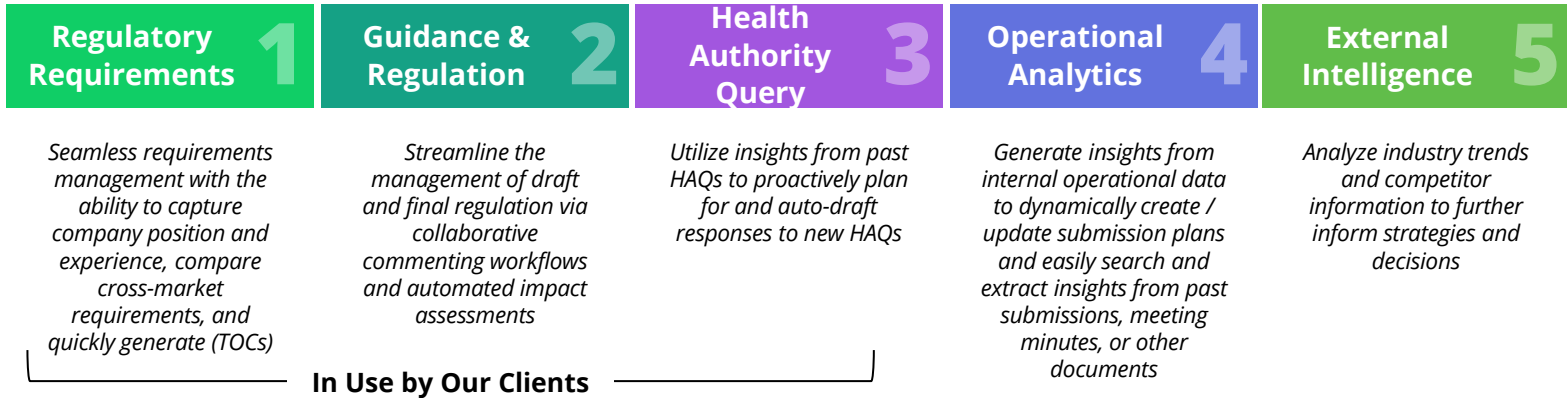 Regulatory
Requirements
1
Seamless requirements
management with the
ability to capture
company position and
experience, compare
cross-market
requirements, and
quickly generate (TOCs)
Guidance &
Regulation
2
Streamline the
management of draft
and final regulation via
collaborative
commenting workflows
and automated impact
assessments
Health
Authority
Query
3
Utilize insights from past
HAQs to proactively plan
for and auto-draft
responses to new HAQs
Operational
Analytics
4
Generate insights from
internal operational data
to dynamically create /
update submission plans
and easily search and
extract insights from past
submissions, meeting
minutes, or other
documents
External
Intelligence
5
Analyze industry trends
and competitor
information to further
inform strategies and
decisions
In Use by Our Clients